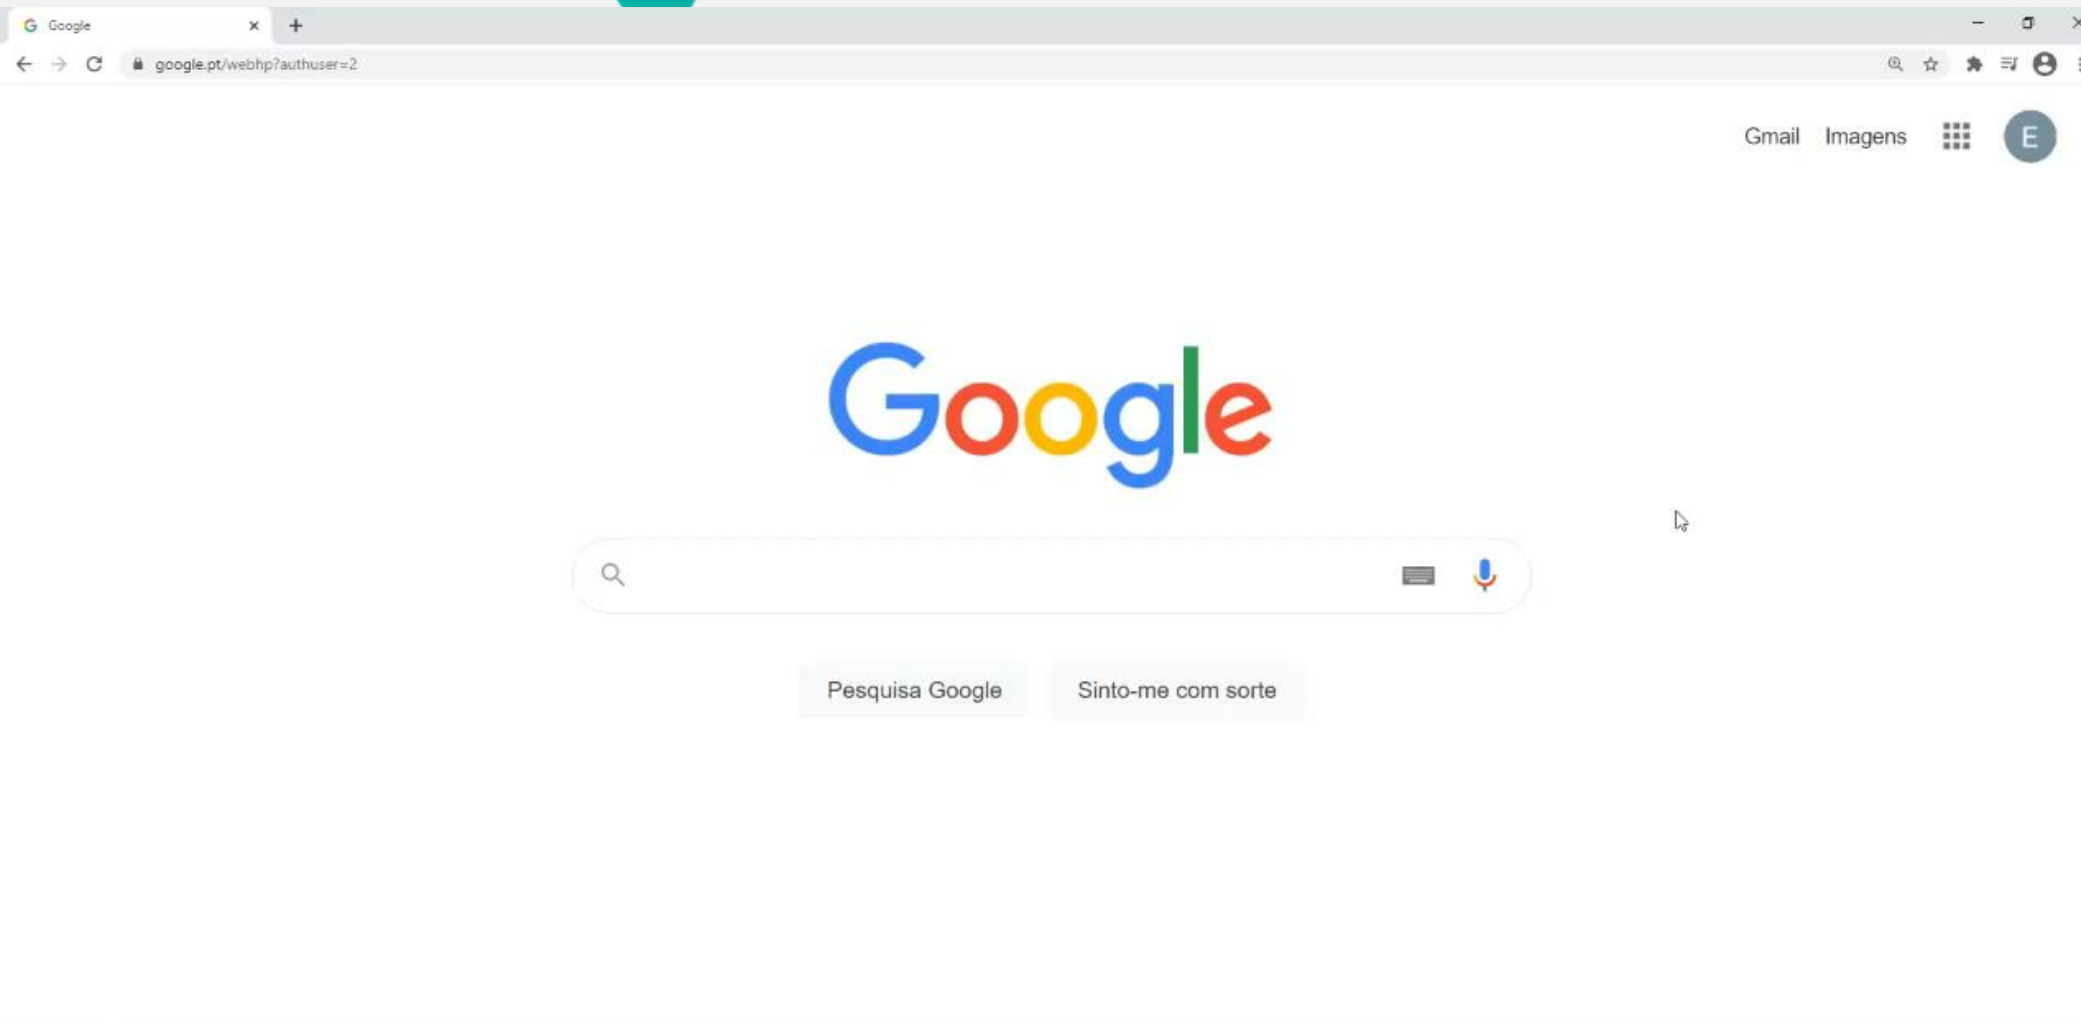 Google
google.pt/webhp?authuser=2
Gmail Imagens E
Google
Pesquisa Google Sinto-me com sorte